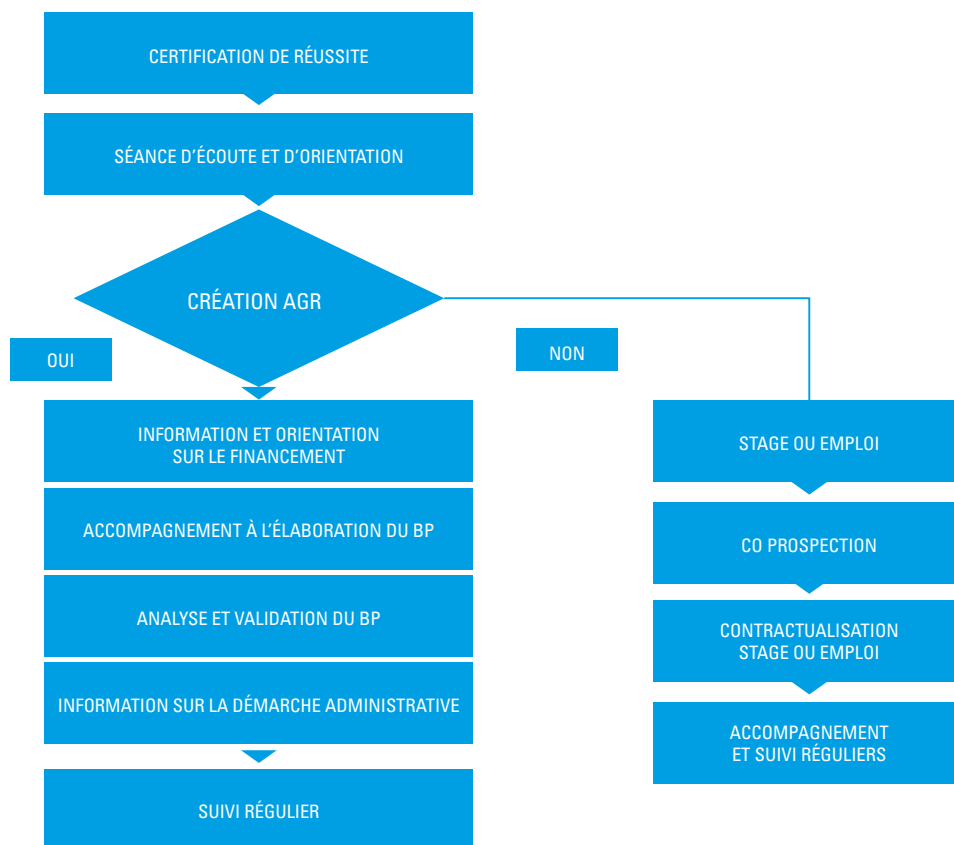 CERTIFICATION DE RÉUSSITE
SÉANCE D'ÉCOUTE ET D'ORIENTATION
CRÉATION AGR
OUI
NON
INFORMATION ET ORIENTATION
SUR LE FINANCEMENT
ACCOMPAGNEMENT À L'ÉLABORATION DU BP
ANALYSE ET VALIDATION DU BP
INFORMATION SUR LA DÉMARCHE ADMINISTRATIVE
SUIVI RÉGULIER
STAGE OU EMPLOI
CO PROSPECTION
CONTRACTUALISATION
STAGE OU EMPLOI
ACCOMPAGNEMENT
ET SUIVI RÉGULIERS